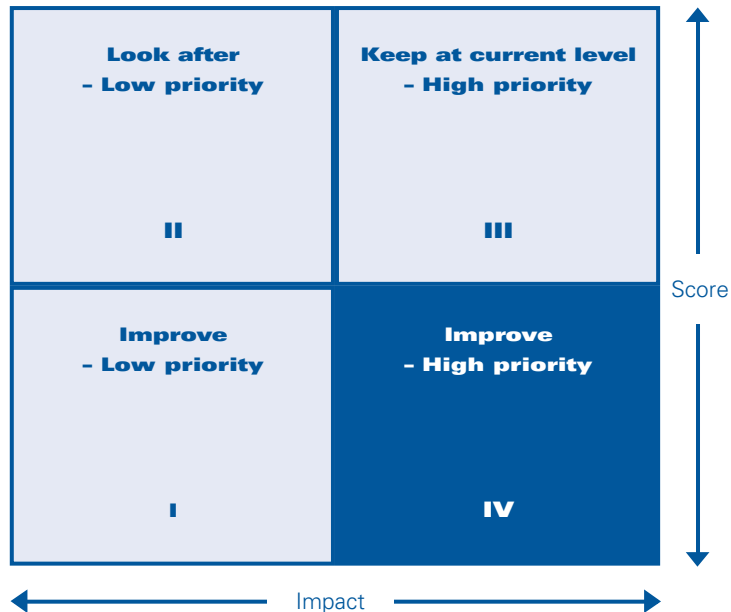 Look after
– Low priority
II
Keep at current level
– High priority
III
Score
Improve
– Low priority
I
Improve
– High priority
IV
Impact